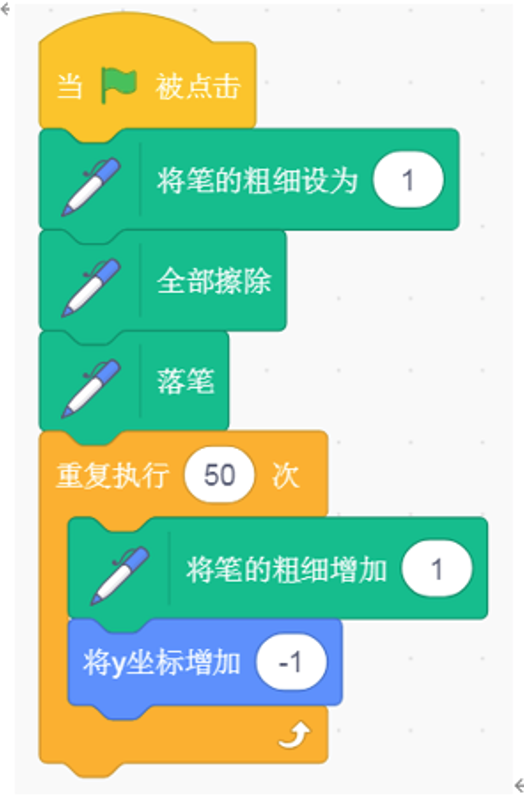 当 被点击
将笔的粗细设为 1
全部擦除
落笔
重复执行 50 次
将笔的粗细增加 1
将y坐标增加 -1